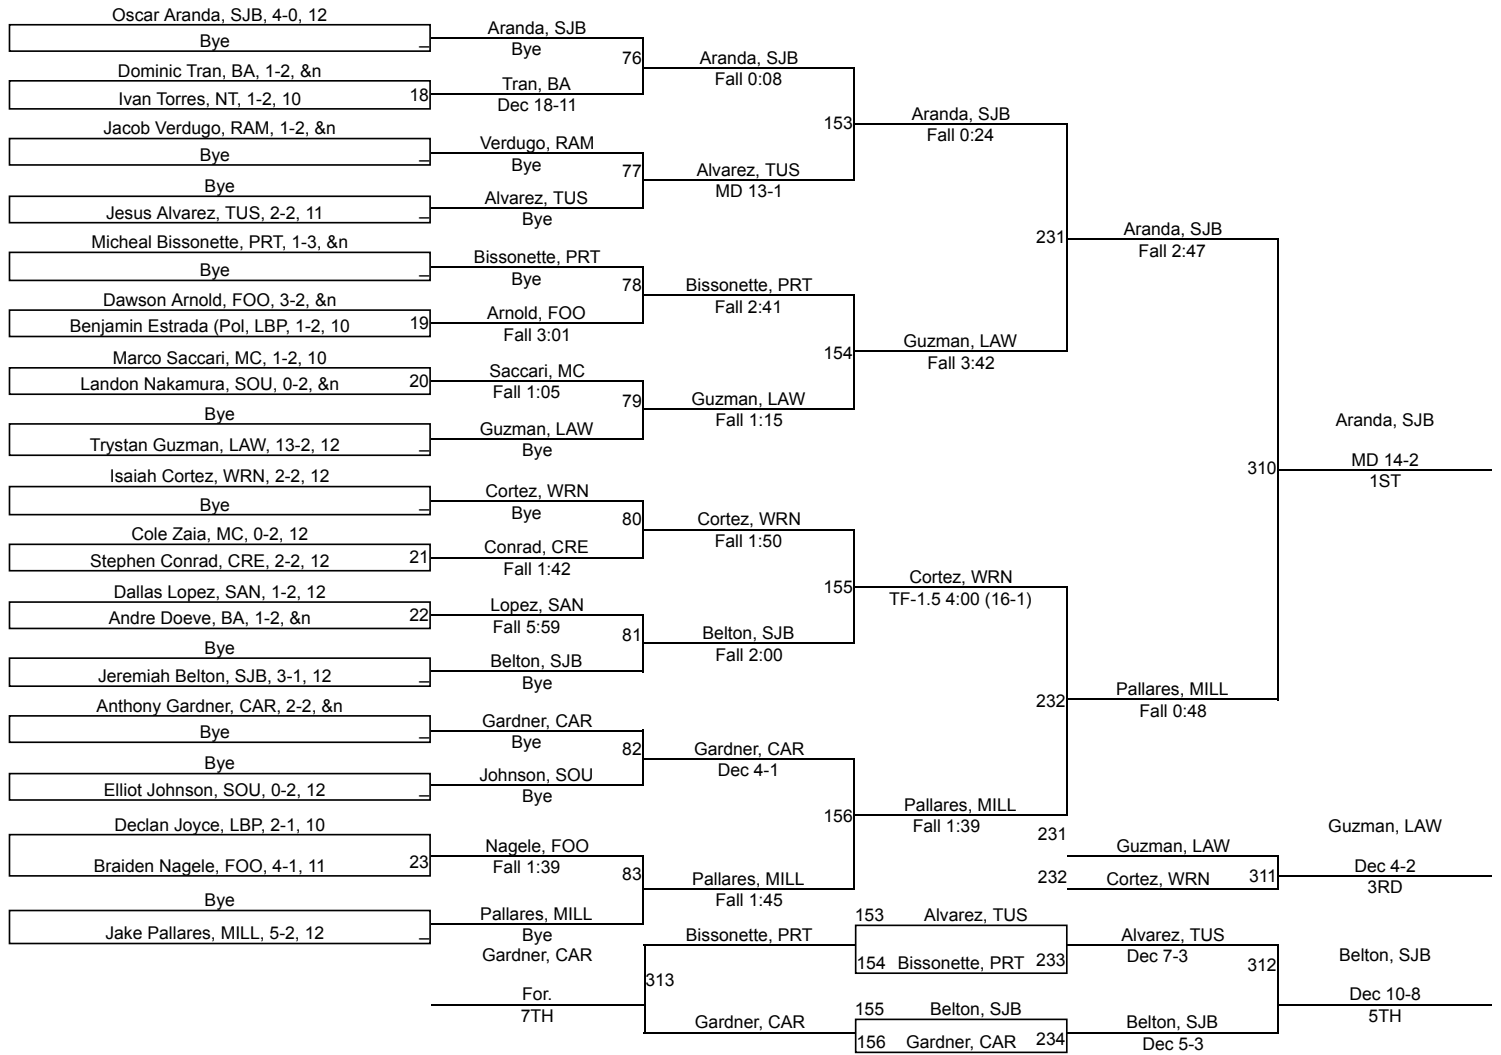 Oscar Aranda, SJB, 4-0, 12
Bye
Dominic Tran, BA, 1-2, &n
Ivan Torres, NT, 1-2, 10
18
Jacob Verdugo, RAM, 1-2, &n
Bye
Bye
Jesus Alvarez, TUS, 2-2, 11
Micheal Bissonette, PRT, 1-3, &n
Bye
Dawson Arnold, FOO, 3-2, &n
Benjamin Estrada (Pol, LBP, 1-2, 10
19
Marco Saccari, MC, 1-2, 10
Landon Nakamura, SOU, 0-2, &n
20
Bye
Trystan Guzman, LAW, 13-2, 12
Isaiah Cortez, WRN, 2-2, 12
Bye
Cole Zaia, MC, 0-2, 12
Stephen Conrad, CRE, 2-2, 12
21
Dallas Lopez, SAN, 1-2, 12
Andre Doeve, BA, 1-2, &n
22
Bye
Jeremiah Belton, SJB, 3-1, 12
Anthony Gardner, CAR, 2-2, &n
Bye
Bye
Elliot Johnson, SOU, 0-2, 12
Declan Joyce, LBP, 2-1, 10
Braiden Nagele, FOO, 4-1, 11
23
Bye
Jake Pallares, MILL, 5-2, 12
Aranda, SJB
Bye
76
Tran, BA
Dec 18-11
Verdugo, RAM
Bye
77
Alvarez, TUS
Bye
Bissonette, PRT
Bye
78
Arnold, FOO
Fall 3:01
Saccari, MC
Fall 1:05
79
Guzman, LAW
Bye
Cortez, WRN
Bye
80
Conrad, CRE
Fall 1:42
Lopez, SAN
Fall 5:59
81
Belton, SJB
Bye
Gardner, CAR
Bye
82
Johnson, SOU
Bye
Nagele, FOO
Fall 1:39
83
Pallares, MILL
Bye
Aranda, SJB
Fall 0:08
153
Alvarez, TUS
MD 13-1
Bissonette, PRT
Fall 2:41
154
Guzman, LAW
Fall 1:15
Cortez, WRN
Fall 1:50
155
Belton, SJB
Fall 2:00
Gardner, CAR
Dec 4-1
156
Pallares, MILL
Fall 1:45
Aranda, SJB
Fall 0:24
231
Guzman, LAW
Fall 3:42
Cortez, WRN
TF-1.5 4:00 (16-1)
232
Pallares, MILL
Fall 1:39
Aranda, SJB
Fall 2:47
310
Pallares, MILL
Fall 0:48
Aranda, SJB
MD 14-2
1ST
231
Guzman, LAW
232
Cortez, WRN
311
Guzman, LAW
Dec 4-2
3RD
153
Alvarez, TUS
154
Bissonette, PRT
233
155
Belton, SJB
156
Gardner, CAR
234
Alvarez, TUS
Dec 7-3
312
Belton, SJB
Dec 5-3
Belton, SJB
Dec 10-8
5TH
Bissonette, PRT
313
Gardner, CAR
Gardner, CAR
For.
7TH